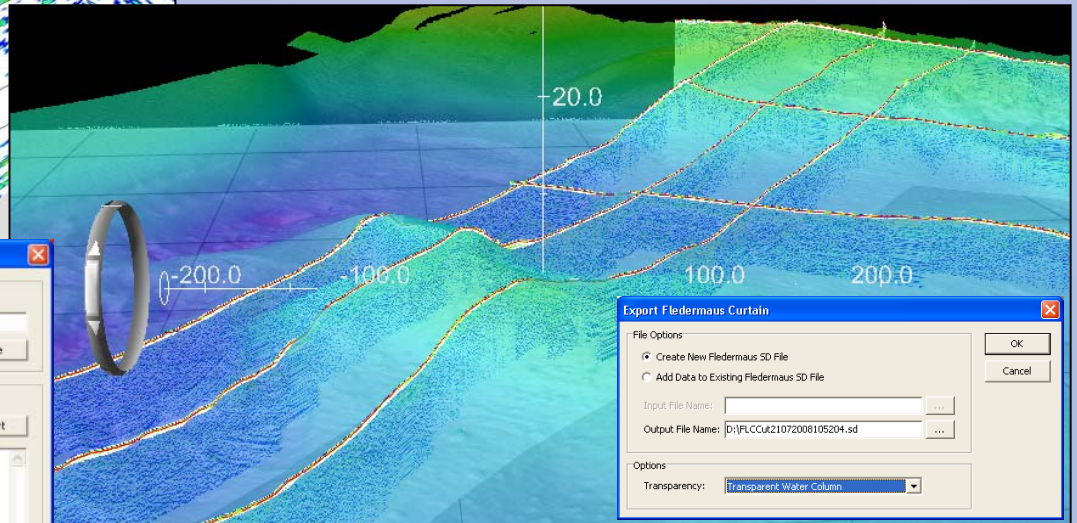 20.0
-200.0
-100.0
100.0
200.0
Export Fledermaus Curtain
File Options
Create New Fledermaus SD File
OK
Add Data to Existing Fledermaus SD File
Cancel
Input File Name:
...
Output File Name: D:\FLCCut21072008105204.sd
...
Options
Transparency: Transparent Water Column